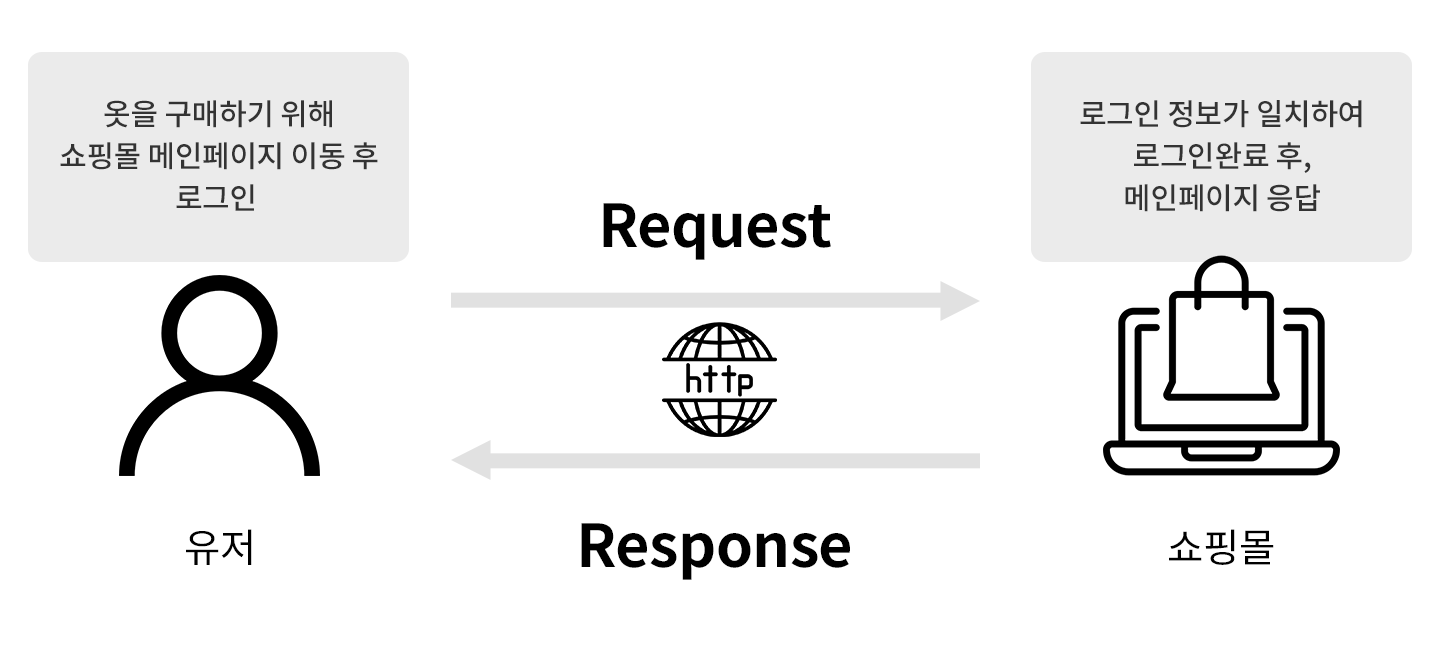 옷을 구매하기 위해
쇼핑몰 메인페이지 이동 후
로그인
로그인 정보가 일치하여
로그인완료 후,
메인페이지 응답
Request
http
Response
유저
쇼핑몰